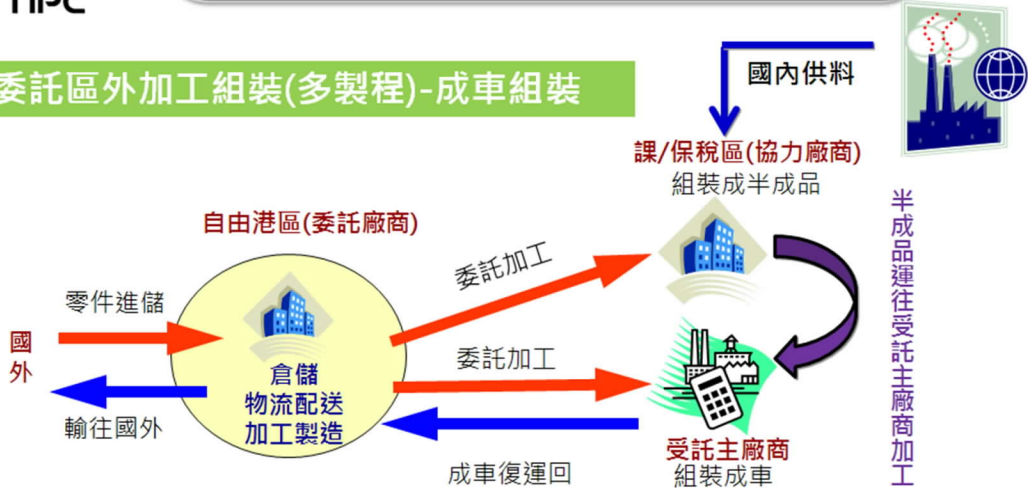 委託區外加工組裝(多製程)-成車組裝
國內供料
課/保稅區(協力廠商)
組裝成半成品
自由港區(委託廠商)
委託加工
零件進儲
國外
倉儲
物流配送
加工製造
委託加工
輸往國外
成車復運回
受託主廠商
組裝成車
半成品運往受託主廠商加工